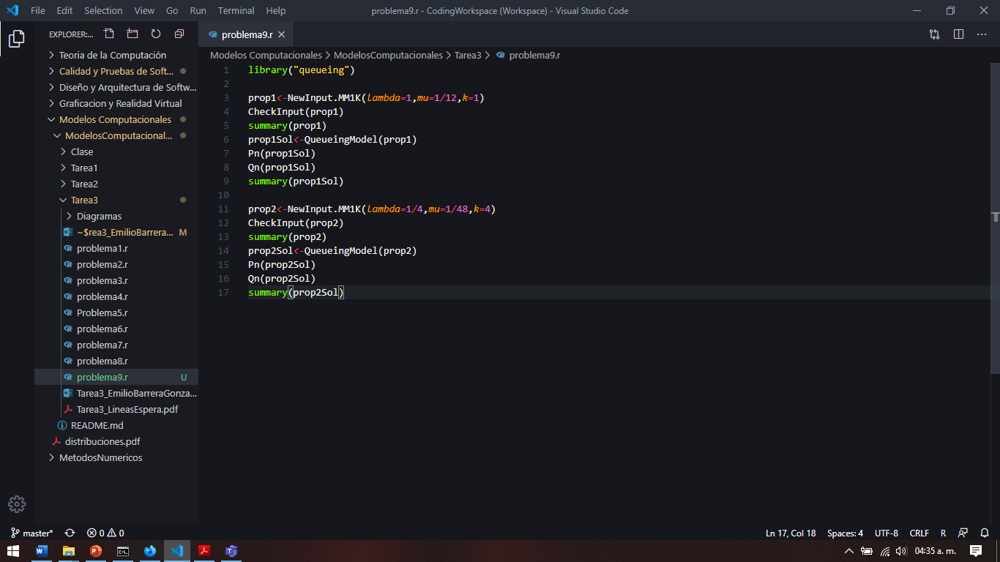 File Edit Selection View Go Run Terminal Help problema9.r - CodingWorkspace (Workspace) - Visual Studio Code
EXPLORER:...
Teoria de la Computación
Calidad y Pruebas de Soft...
Diseño y Arquitectura de Softw...
Graficacion y Realidad Virtual
Modelos Computacionales
ModelosComputacional...
Clase
Tarea1
Tarea2
Tarea3
Diagramas
~$rea3_EmilioBarrera... M
problema1.r
problema2.r
problema3.r
problema4.r
Problema5.r
problema6.r
problema7.r
problema8.r
problema9.r U
Tarea3_EmilioBarreraGonza...
Tarea3_LineasEspera.pdf
README.md
distribuciones.pdf
MetodosNumericos
problema9.r
Modelos Computacionales > ModelosComputacionales > Tarea3 > problema9.r
1 library("queueing")
2
3 prop1<-NewInput.MM1K(lambda=1,mu=1/12,k=1)
4 CheckInput(prop1)
5 summary(prop1)
6 prop1Sol<-QueueingModel(prop1)
7 Pn(prop1Sol)
8 Qn(prop1Sol)
9 summary(prop1Sol)
10
11 prop2<-NewInput.MM1K(lambda=1/4,mu=1/48,k=4)
12 CheckInput(prop2)
13 summary(prop2)
14 prop2Sol<-QueueingModel(prop2)
15 Pn(prop2Sol)
16 Qn(prop2Sol)
17 summary(prop2Sol)
master* 0 0 Ln 17, Col 18 Spaces: 4 UTF-8 CRLF R
04:35 a. m.